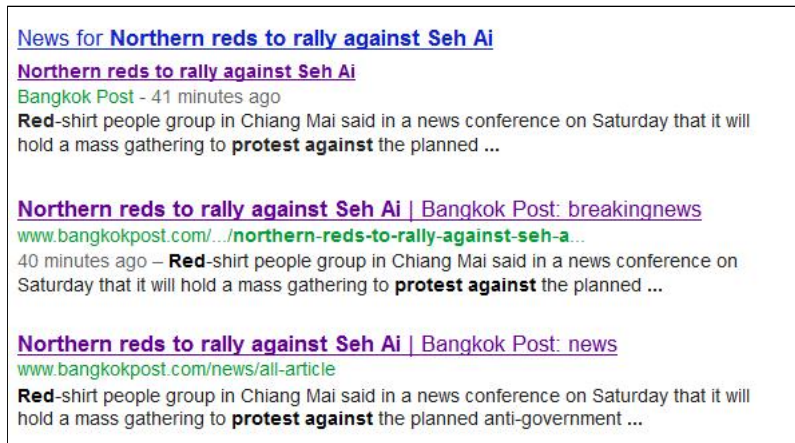 News for Northern reds to rally against Seh Ai
Northern reds to rally against Seh Ai
Bangkok Post - 41 minutes ago
Red-shirt people group in Chiang Mai said in a news conference on Saturday that it will
hold a mass gathering to protest against the planned ...
Northern reds to rally against Seh Ai | Bangkok Post: breakingnews
www.bangkokpost.com/.../northern-reds-to-rally-against-seh-a...
40 minutes ago – Red-shirt people group in Chiang Mai said in a news conference on
Saturday that it will hold a mass gathering to protest against the planned ...
Northern reds to rally against Seh Ai | Bangkok Post: news
www.bangkokpost.com/news/all-article
Red-shirt people group in Chiang Mai said in a news conference on Saturday that it will
hold a mass gathering to protest against the planned anti-government ...